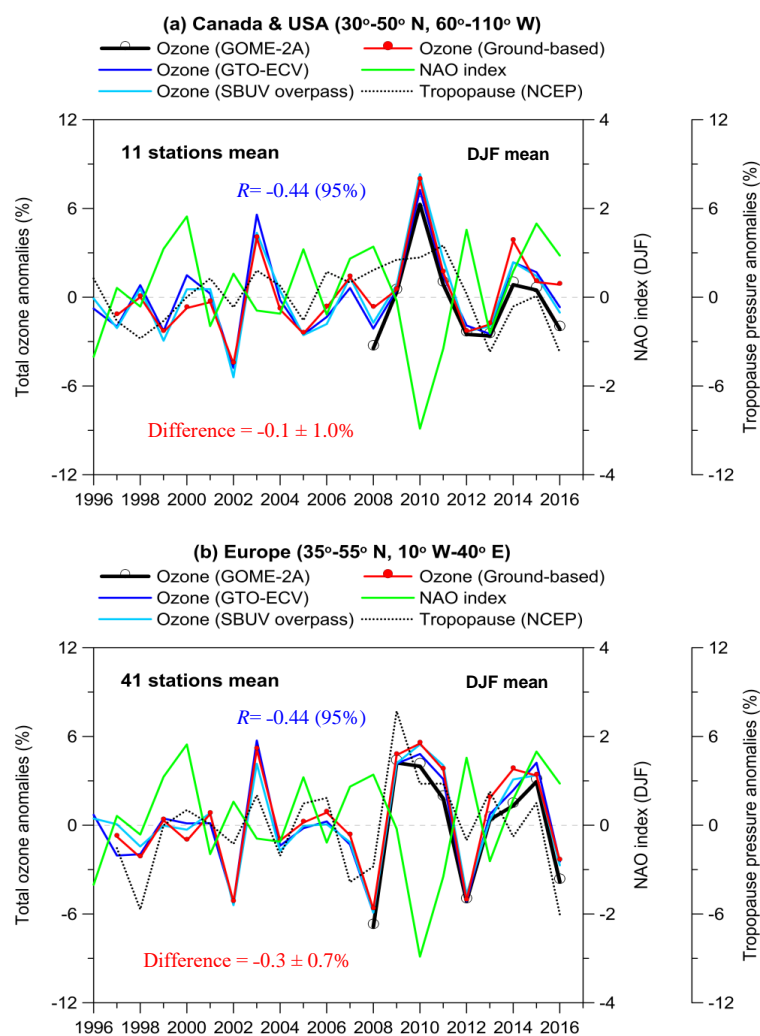 (a) Canada & USA (30°-50° N, 60°-110° W)
Ozone (GOME-2A) Ozone (Ground-based)
Ozone (GTO-ECV) NAO index
Ozone (SBUV overpass) Tropopause (NCEP)
12 4 12
11 stations mean DJF mean
R= -0.44 (95%)
6 2 6
0 0 0
-6 -2 -6
Difference = -0.1 ± 1.0%
-12 -4 -12
Total ozone anomalies (%)
NAO index (DJF)
Tropopause pressure anomalies (%)
1996 1998 2000 2002 2004 2006 2008 2010 2012 2014 2016
(b) Europe (35°-55° N, 10° W-40° E)
Ozone (GOME-2A) Ozone (Ground-based)
Ozone (GTO-ECV) NAO index
Ozone (SBUV overpass) Tropopause (NCEP)
12 4 12
41 stations mean DJF mean
R= -0.44 (95%)
6 2 6
0 0 0
-6 -2 -6
Difference = -0.3 ± 0.7%
-12 -4 -12
Total ozone anomalies (%)
NAO index (DJF)
Tropopause pressure anomalies (%)
1996 1998 2000 2002 2004 2006 2008 2010 2012 2014 2016